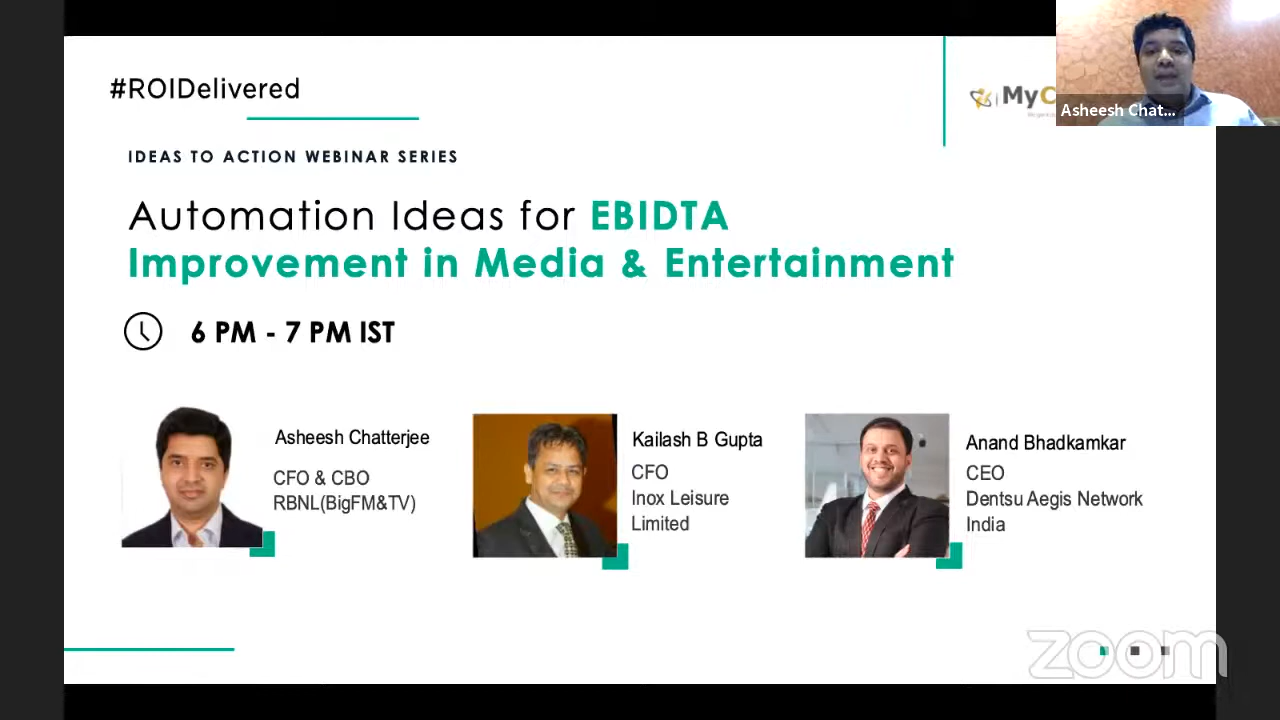 #ROIDelivered
MyC
Asheesh Chat...
IDEAS TO ACTION WEBINAR SERIES
Automation Ideas for EBIDTA
Improvement in Media & Entertainment
6 PM - 7 PM IST
Asheesh Chatterjee
CFO & CBO
RBNL(BigFM&TV)
Kailash B Gupta
CFO
Inox Leisure
Limited
Anand Bhadkamkar
CEO
Dentsu Aegis Network
India
zoom